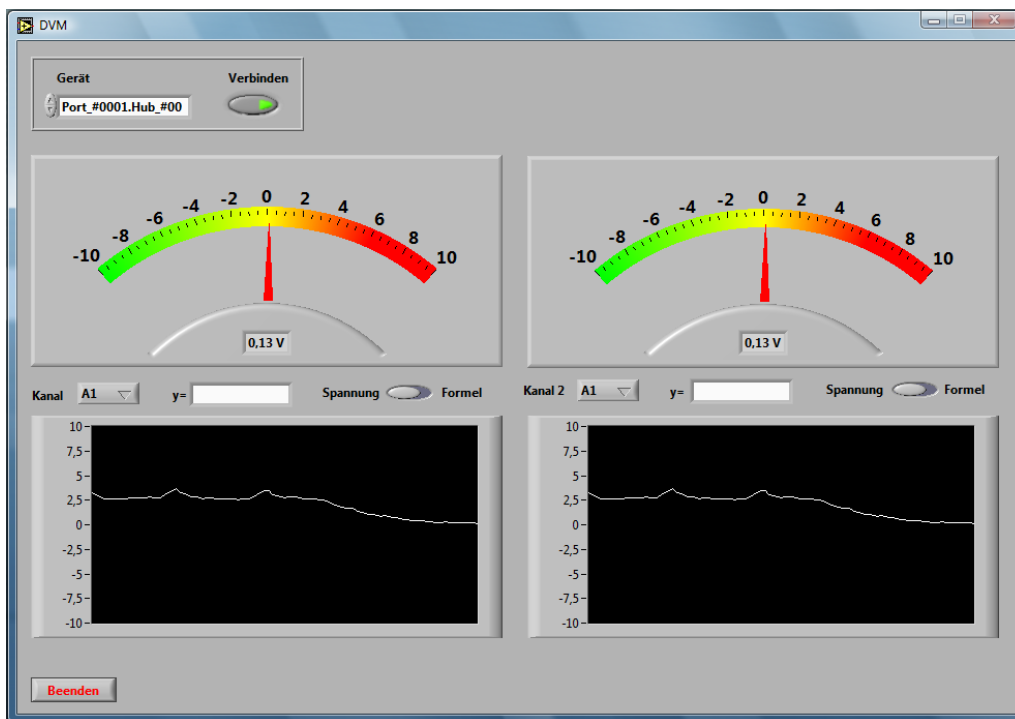 DVM
Gerät
Verbinden
Port_#0001.Hub_#00
-10 -8 -6 -4 -2 0 2 4 6 8 10
0,13 V
-10 -8 -6 -4 -2 0 2 4 6 8 10
0,13 V
Kanal A1 y= Spannung Formel
Kanal 2 A1 y= Spannung Formel
10
7,5
5
2,5
0
-2,5
-5
-7,5
-10
10
7,5
5
2,5
0
-2,5
-5
-7,5
-10
Beenden